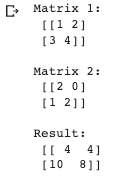 Matrix 1:
[[1 2]
[3 4]]
Matrix 2:
[[2 0]
[1 2]]
Result:
[[ 4  4]
[10  8]]